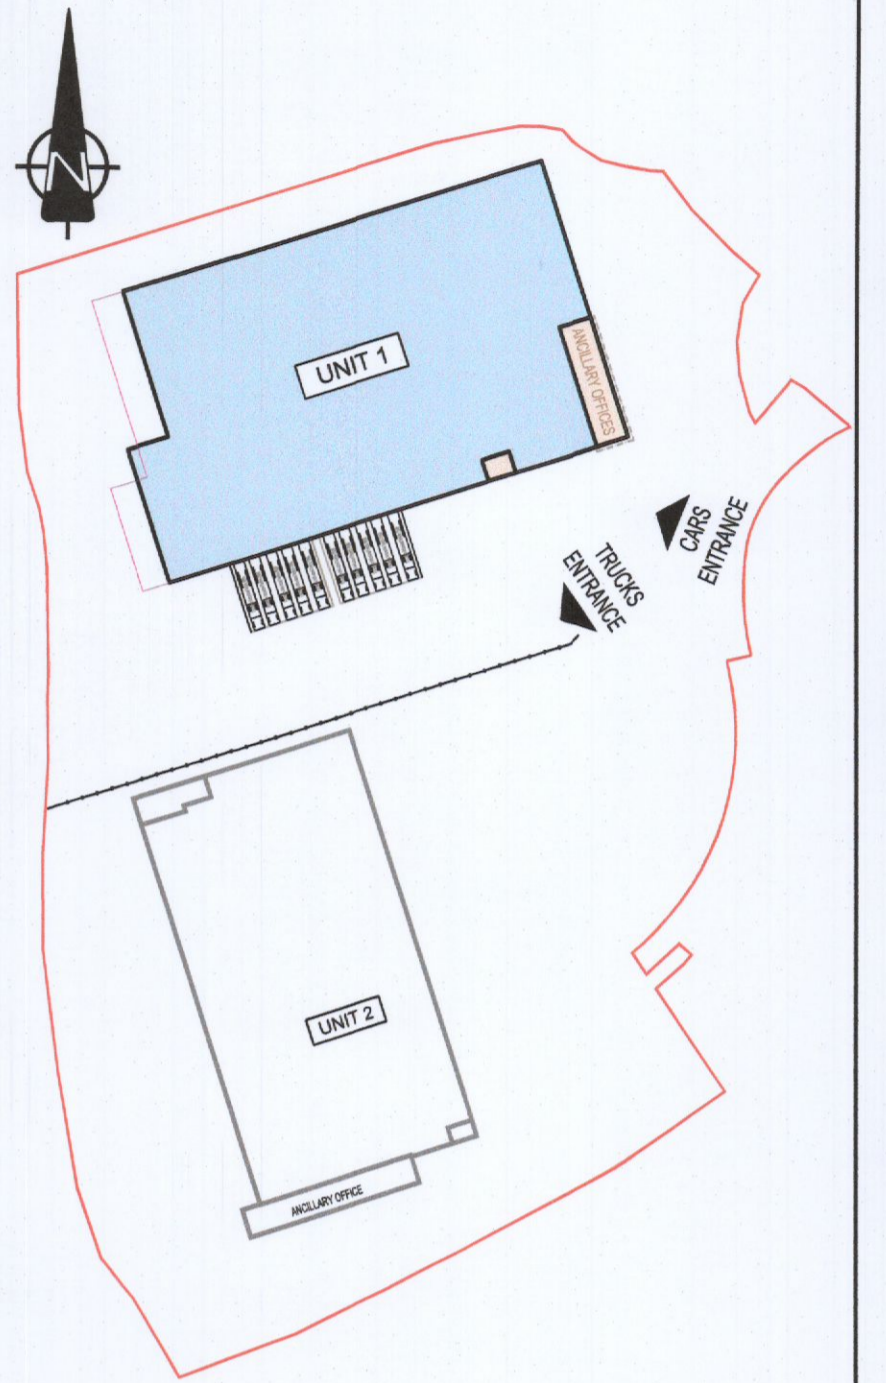 N
UNIT 1
ANCILLARY OFFICES
CARS
ENTRANCE
TRUCKS
ENTRANCE
UNIT 2
ANCILLARY OFFICE